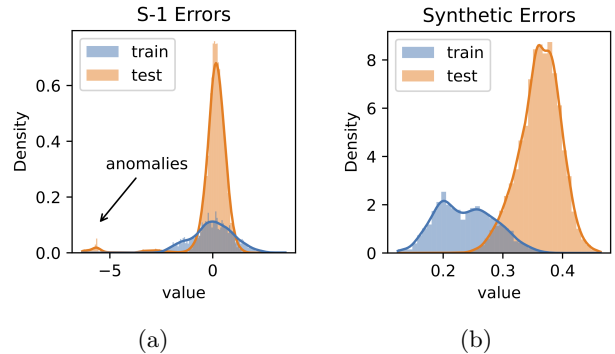 S-1 Errors
train
test
anomalies
Density
0.0
0.2
0.4
0.6
−5
0
value
(a)
Synthetic Errors
train
test
Density
0
2
4
6
8
0.2
0.3
0.4
value
(b)